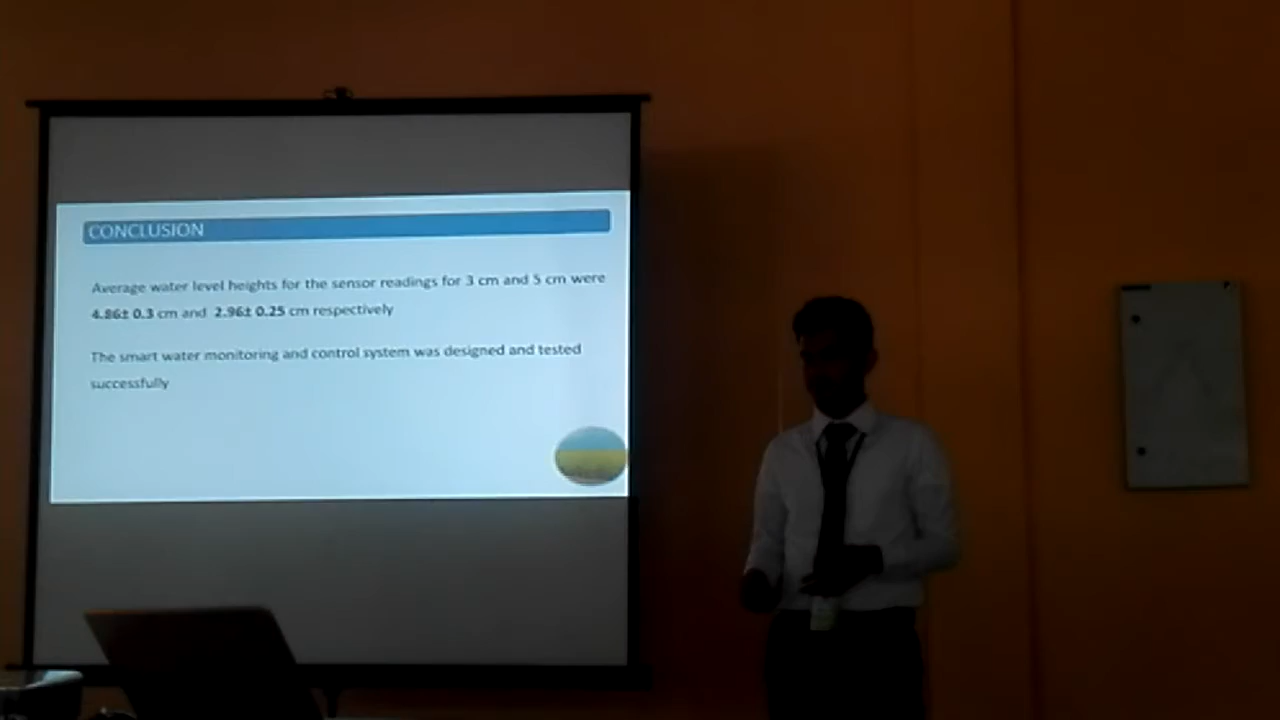 CONCLUSION
Average water level heights for the sensor readings for 3 cm and 5 cm were
4.86± 0.3 cm and 2.96± 0.25 cm respectively
The smart water monitoring and control system was designed and tested
successfully